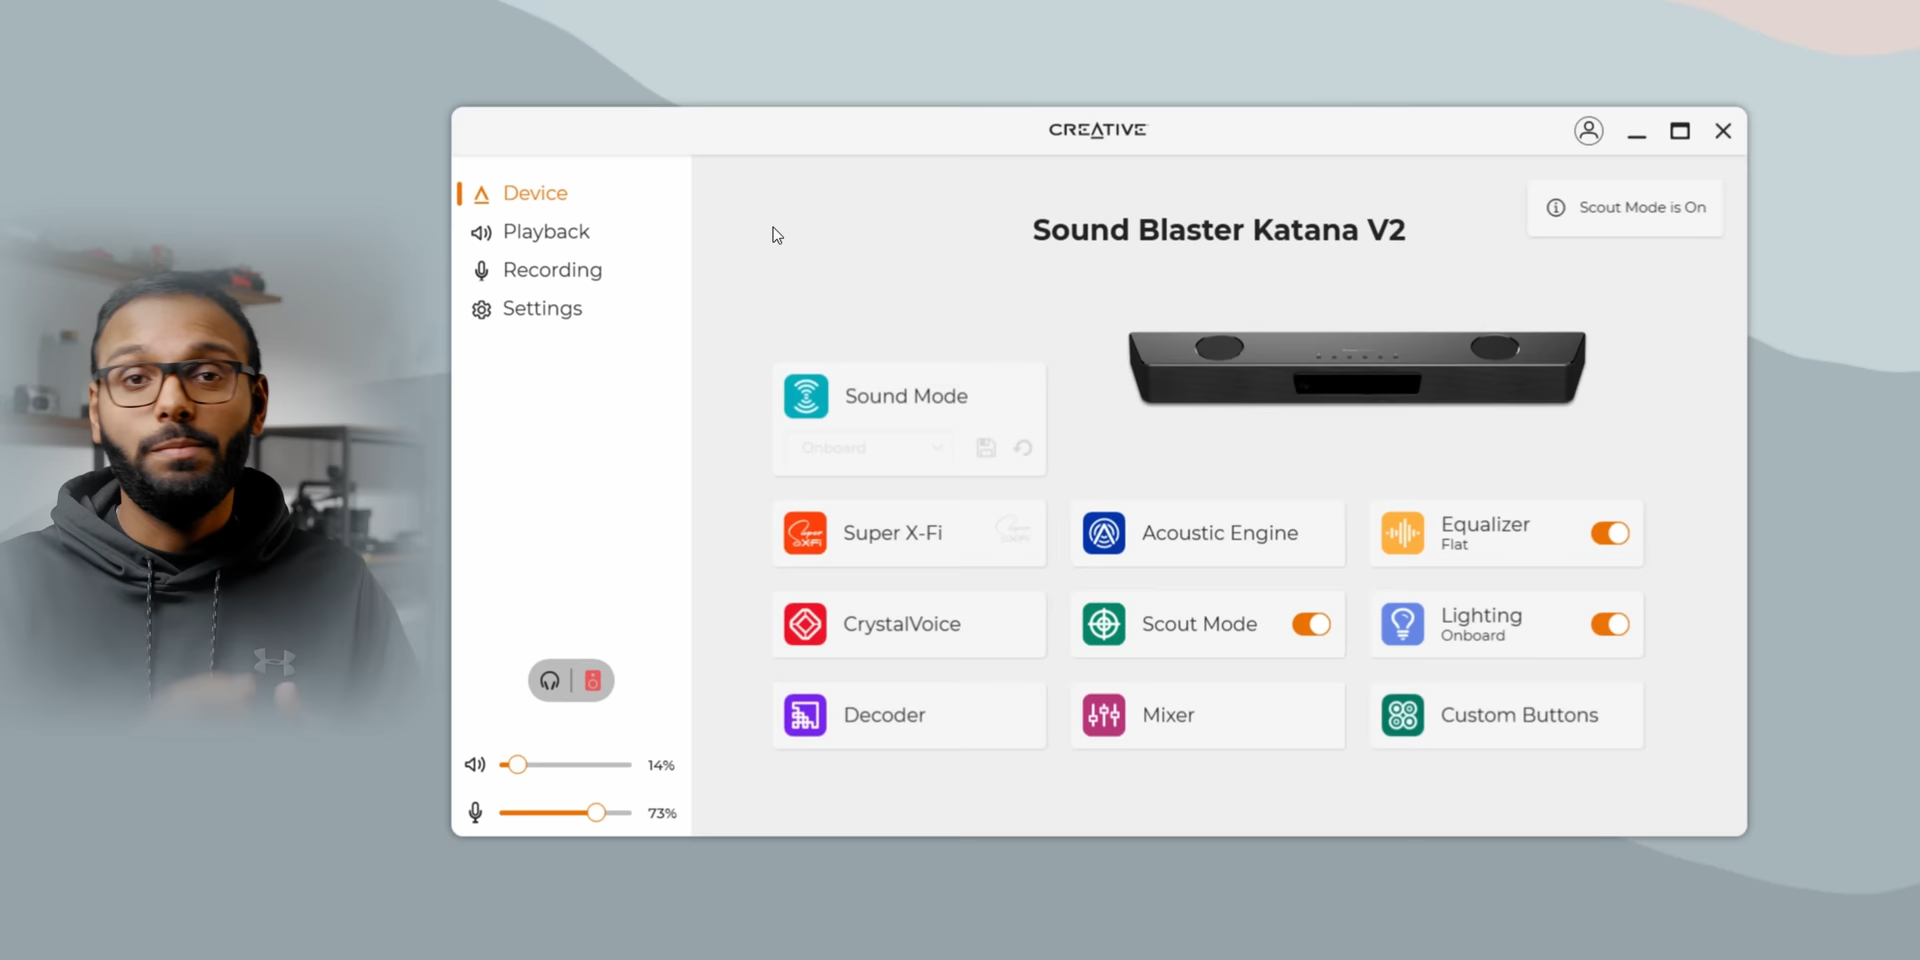 CREATIVE
Device
Playback
Recording
Settings
14%
73%
Scout Mode is On
Sound Blaster Katana V2
Sound Mode
Onboard
Super X-Fi
Acoustic Engine
Equalizer
Flat
CrystalVoice
Scout Mode
Lighting
Onboard
Decoder
Mixer
Custom Buttons